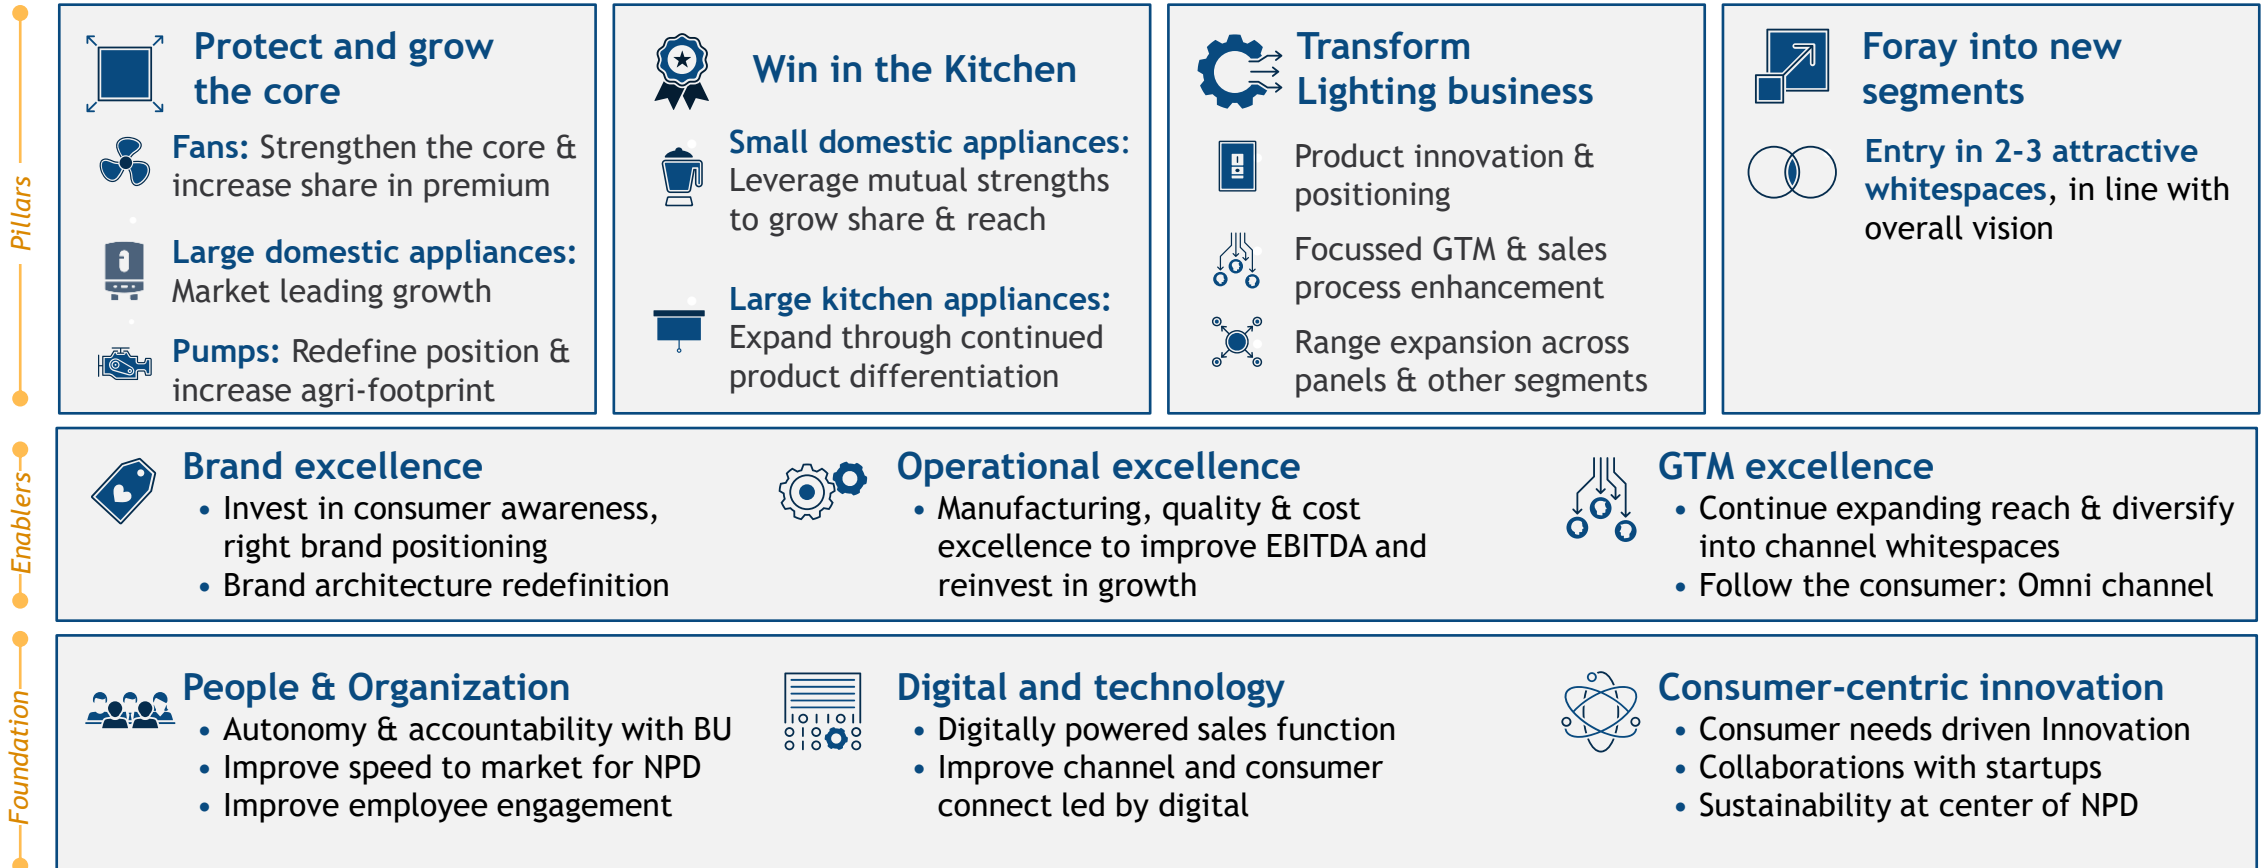 Pillars
Protect and grow
the core
Fans: Strengthen the core &
increase share in premium
Large domestic appliances:
Market leading growth
Pumps: Redefine position &
increase agri-footprint
Win in the Kitchen
Small domestic appliances:
Leverage mutual strengths
to grow share & reach
Large kitchen appliances:
Expand through continued
product differentiation
Transform
Lighting business
Product innovation &
positioning
Focussed GTM & sales
process enhancement
Range expansion across
panels & other segments
Foray into new
segments
Entry in 2-3 attractive
whitespaces, in line with
overall vision
Enablers
Brand excellence
• Invest in consumer awareness,
right brand positioning
• Brand architecture redefinition
Operational excellence
• Manufacturing, quality & cost
excellence to improve EBITDA and
reinvest in growth
GTM excellence
• Continue expanding reach & diversify
into channel whitespaces
• Follow the consumer: Omni channel
Foundation
People & Organization
• Autonomy & accountability with BU
• Improve speed to market for NPD
• Improve employee engagement
Digital and technology
• Digitally powered sales function
• Improve channel and consumer
connect led by digital
Consumer-centric innovation
• Consumer needs driven Innovation
• Collaborations with startups
• Sustainability at center of NPD